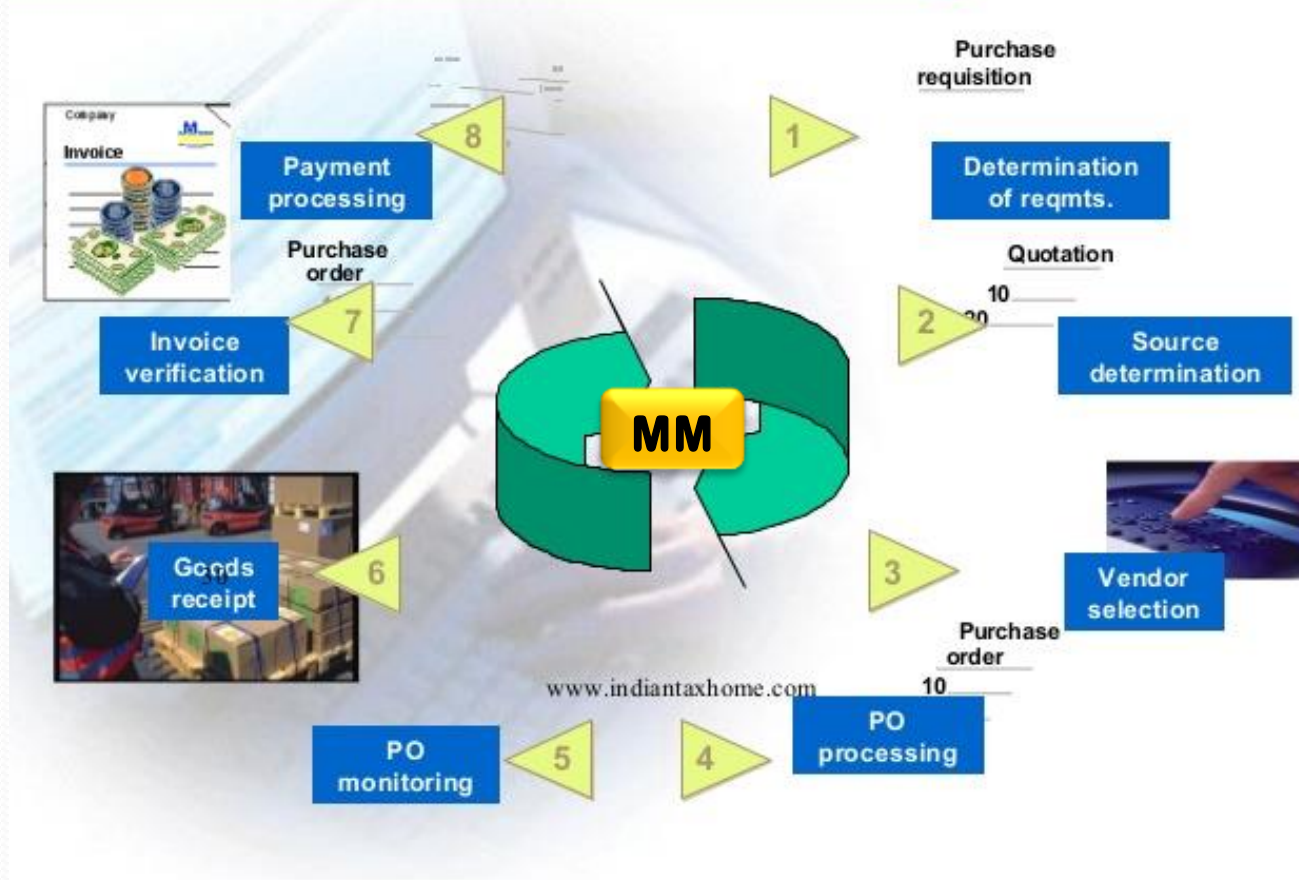 Purchase
requisition
1
Determination
of reqmts.
Quotation
10
20
2
Source
determination
3
Vendor
selection
Purchase
order
10
4
PO
processing
5
PO
monitoring
6
Goods
receipt
30
7
Invoice
verification
Purchase
order
8
Payment
processing
Company
Invoice
MM
www.indiantaxhome.com